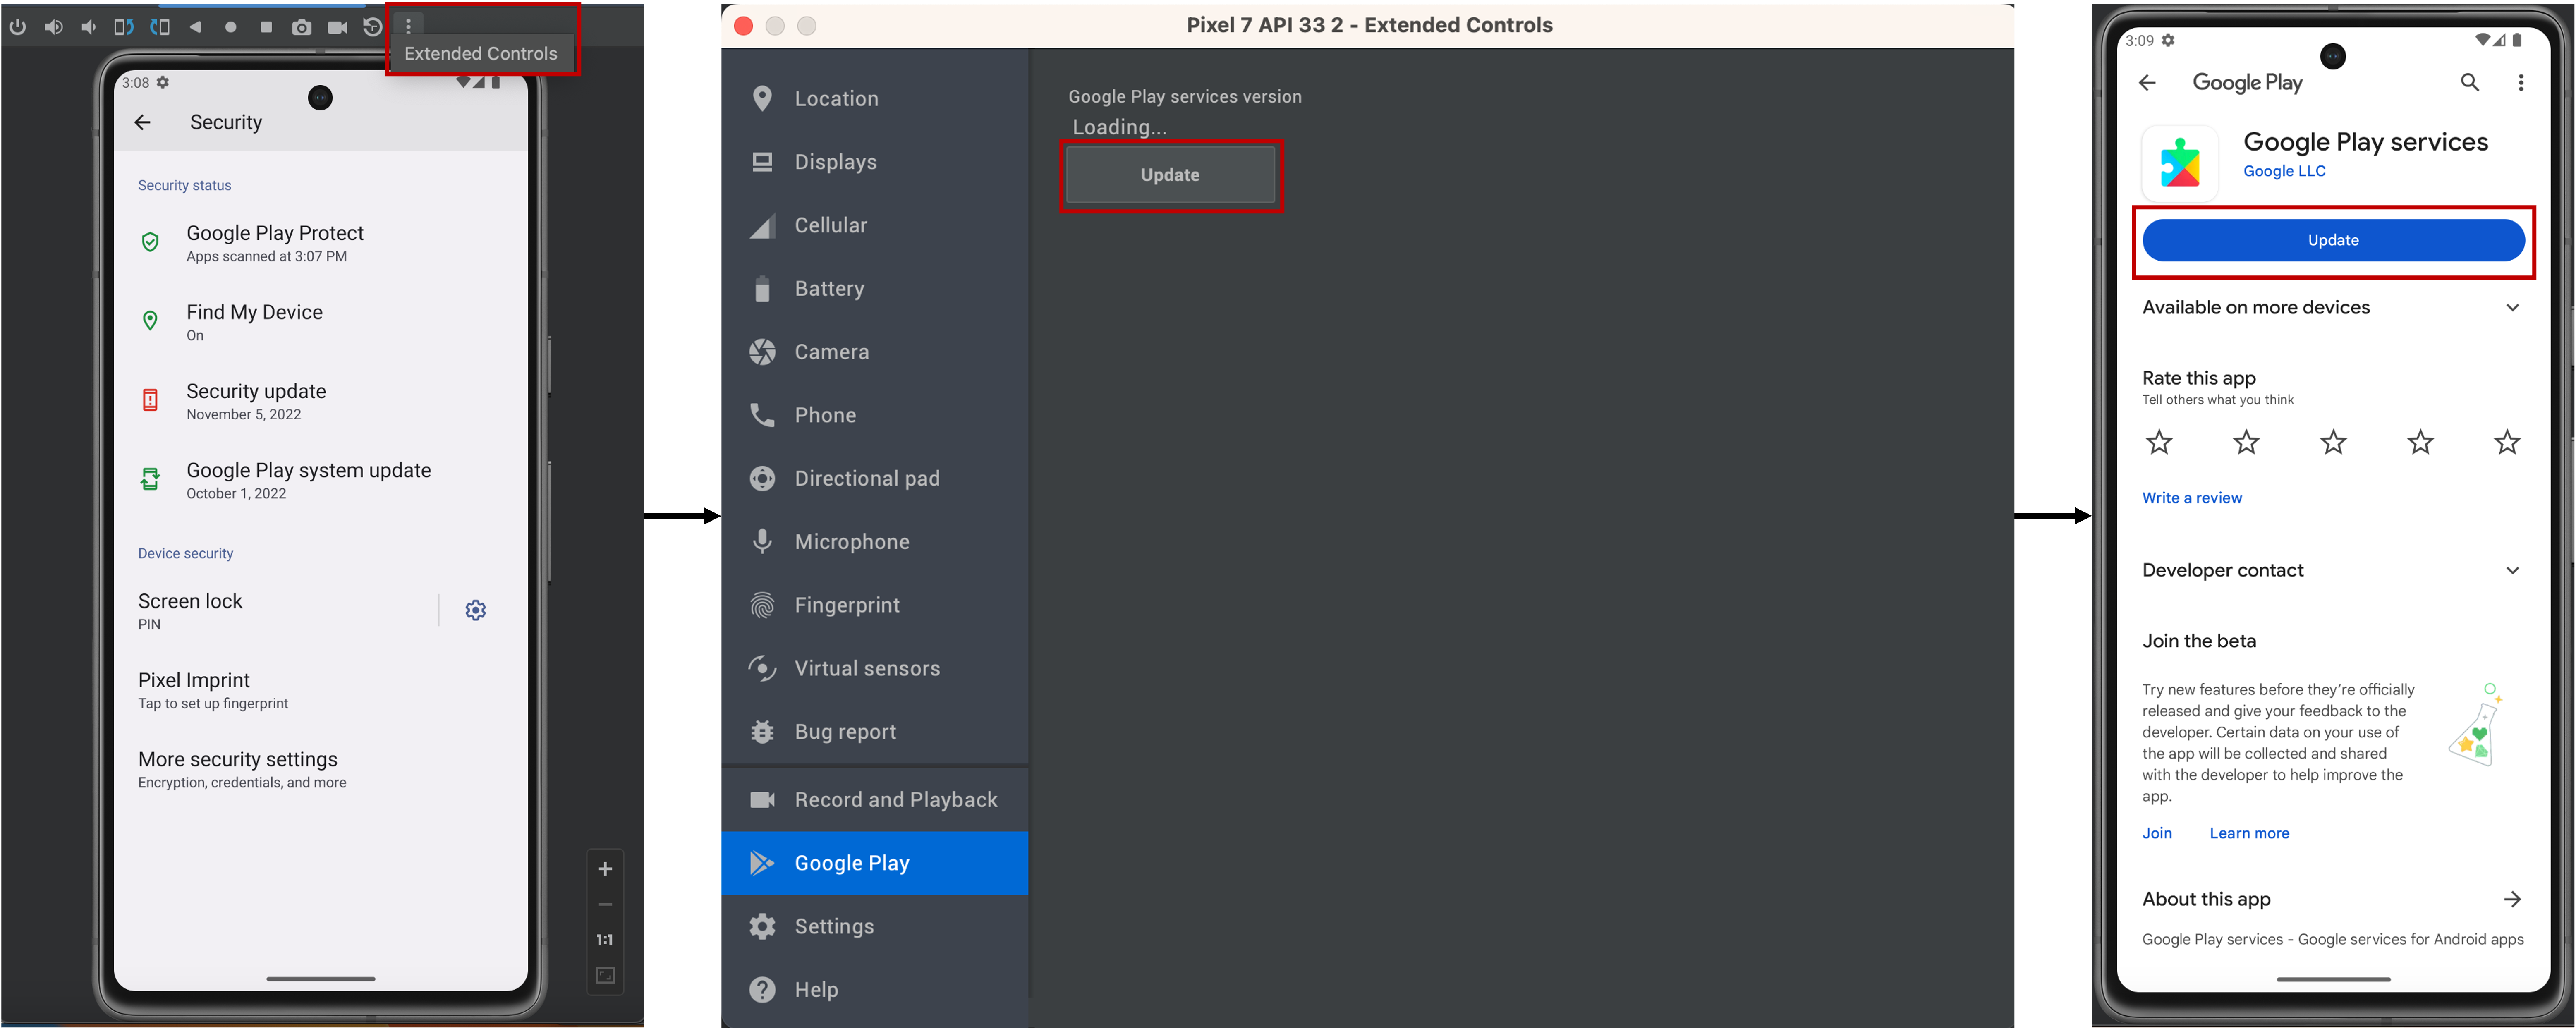 Extended Controls
3:08
Security
Security status
Google Play Protect
Apps scanned at 3:07 PM
Find My Device
On
Security update
November 5, 2022
Google Play system update
October 1, 2022
Device security
Screen lock
PIN
Pixel Imprint
Tap to set up fingerprint
More security settings
Encryption, credentials, and more
1:1
Pixel 7 API 33 2 - Extended Controls
Location
Displays
Cellular
Battery
Camera
Phone
Directional pad
Microphone
Fingerprint
Virtual sensors
Bug report
Record and Playback
Google Play
Settings
Help
Google Play services version
Loading...
Update
3:09
Google Play
Google Play services
Google LLC
Update
Available on more devices
Rate this app
Tell others what you think
Write a review
Developer contact
Join the beta
Try new features before they're officially
released and give your feedback to the
developer. Certain data on your use of
the app will be collected and shared
with the developer to help improve the
app.
Join Learn more
About this app
Google Play services - Google services for Android apps